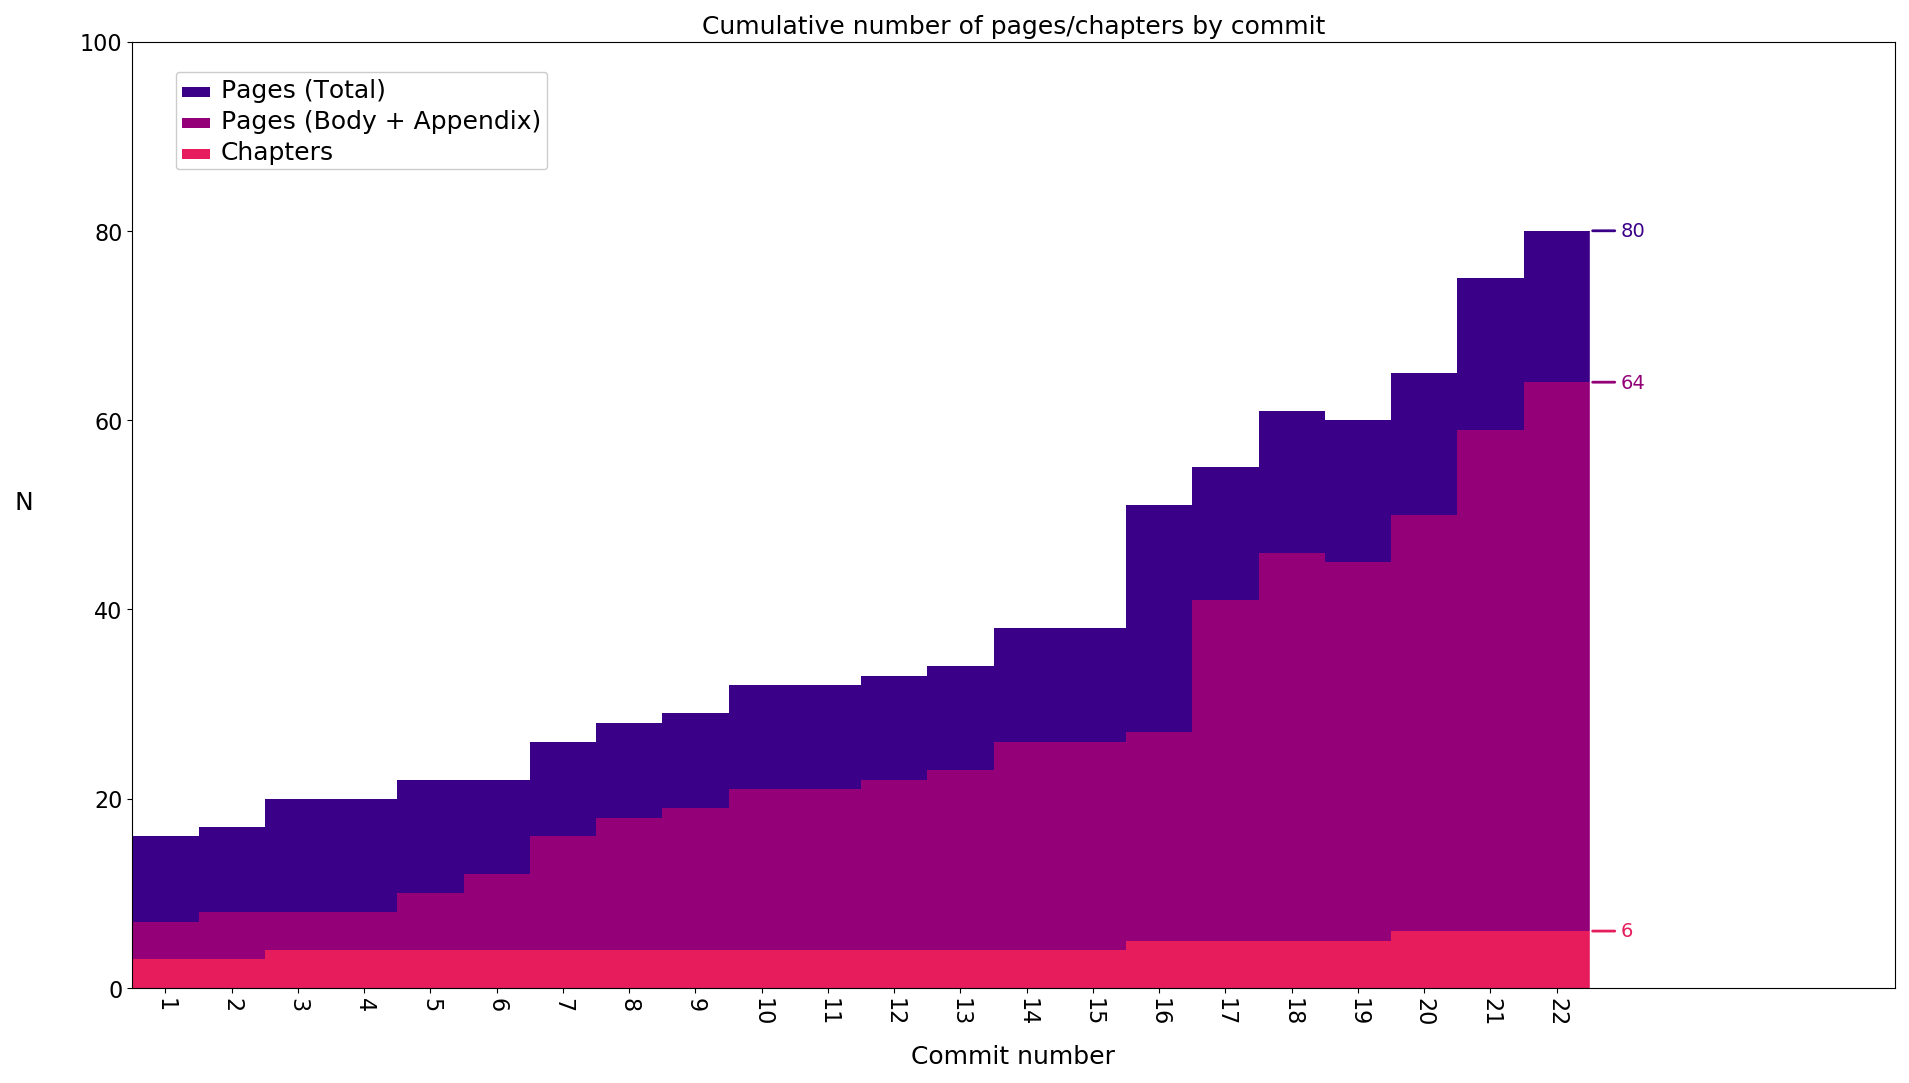 Cumulative number of pages/chapters by commit
100
Pages (Total)
Pages (Body + Appendix)
Chapters
80
80
64
60
N
40
20
6
0
1 2 3 4 5 6 7 8 9 10 11 12 13 14 15 16 17 18 19 20 21 22
Commit number